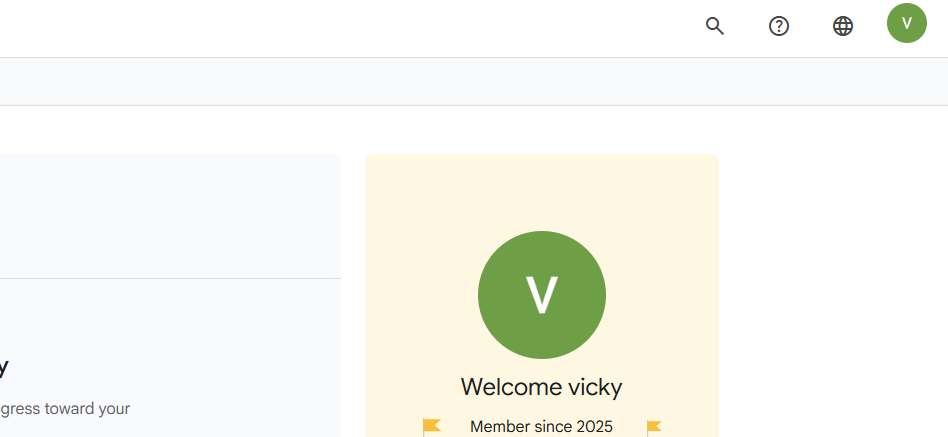 V
V
Welcome vicky
y
gress toward your
Member since 2025